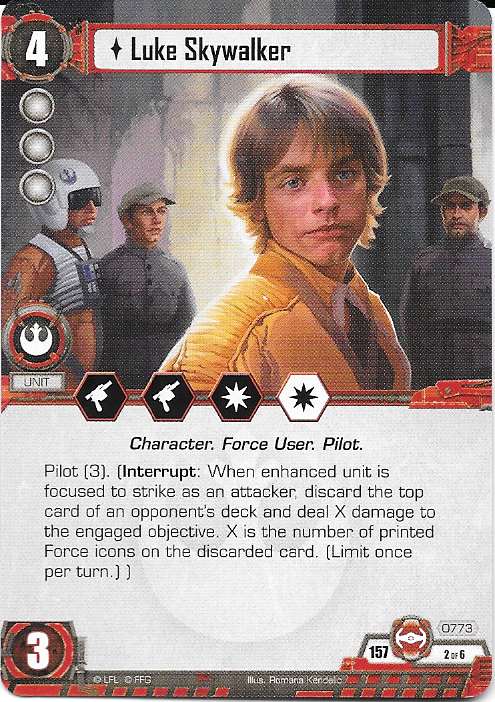 4
Luke Skywalker
UNIT
Character. Force User. Pilot.
Pilot (3). (Interrupt: When enhanced unit is
focused to strike as an attacker, discard the top
card of an opponent's deck and deal X damage to
the engaged objective. X is the number of printed
Force icons on the discarded card. (Limit once
per turn.) )
3
0773
157
2 OF 6
© LFL © FFG
Illus. Romana Kendelic